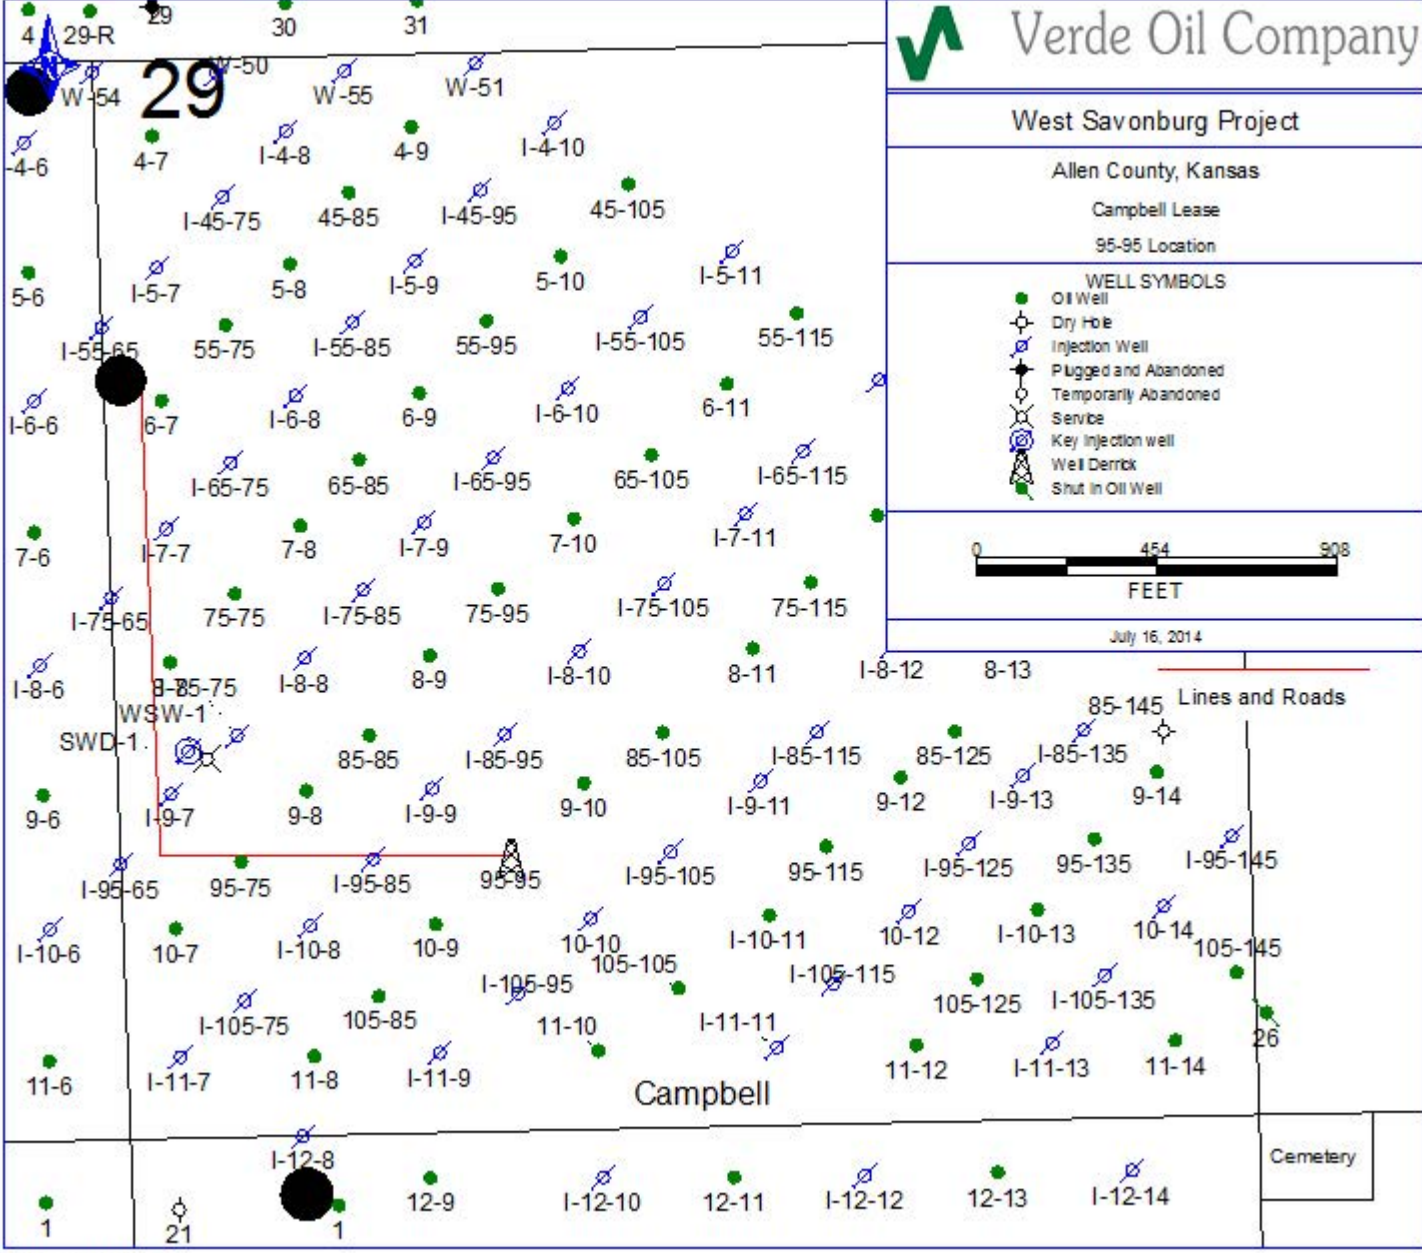 4
29-R
29
30
31
Verde Oil Company
29
W-54
W-50
W-55
W-51
West Savonburg Project
-4-6
4-7
I-4-8
4-9
I-4-10
Allen County, Kansas
Campbell Lease
95-95 Location
I-45-75
45-85
I-45-95
45-105
5-6
I-5-7
5-8
I-5-9
5-10
I-5-11
WELL SYMBOLS
Oil Well
Dry Hole
Injection Well
Plugged and Abandoned
Temporarily Abandoned
Service
Key Injection well
Well Derrick
Shut In Oil Well
I-55-65
55-75
I-55-85
55-95
I-55-105
55-115
I-6-6
6-7
I-6-8
6-9
I-6-10
6-11
I-65-75
65-85
I-65-95
65-105
I-65-115
7-6
I-7-7
7-8
I-7-9
7-10
I-7-11
0 454 908
FEET
I-75-65
75-75
I-75-85
75-95
I-75-105
75-115
July 16, 2014
I-8-6
I-8-8
8-9
I-8-10
8-11
I-8-12
8-13
Lines and Roads
WSW-1
SWD-1
85-85
I-85-95
85-105
I-85-115
85-125
I-85-135
85-145
9-6
I-9-7
9-8
I-9-9
9-10
I-9-11
9-12
I-9-13
9-14
I-95-65
95-75
I-95-85
95-95
I-95-105
95-115
I-95-125
95-135
I-95-145
I-10-6
10-7
I-10-8
10-9
10-10
I-10-11
10-12
I-10-13
10-14
I-105-75
105-85
I-105-95
105-105
I-105-115
105-125
I-105-135
105-145
11-6
I-11-7
11-8
I-11-9
11-10
I-11-11
11-12
I-11-13
11-14
26
Campbell
I-12-8
Cemetery
1
21
1
12-9
I-12-10
12-11
I-12-12
12-13
I-12-14